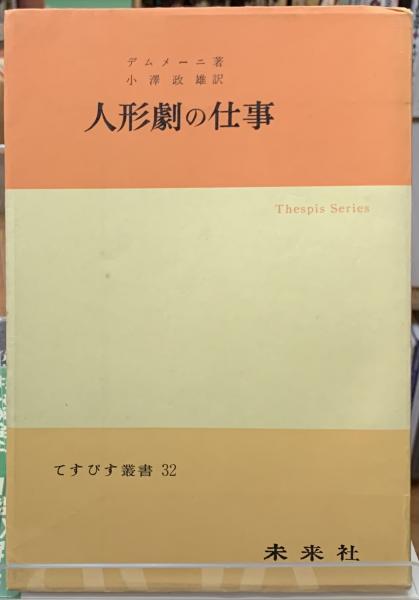 デムメーニ著
小澤政雄訳
人形劇の仕事
Thespis Series
てすぴす叢書 32
未来社